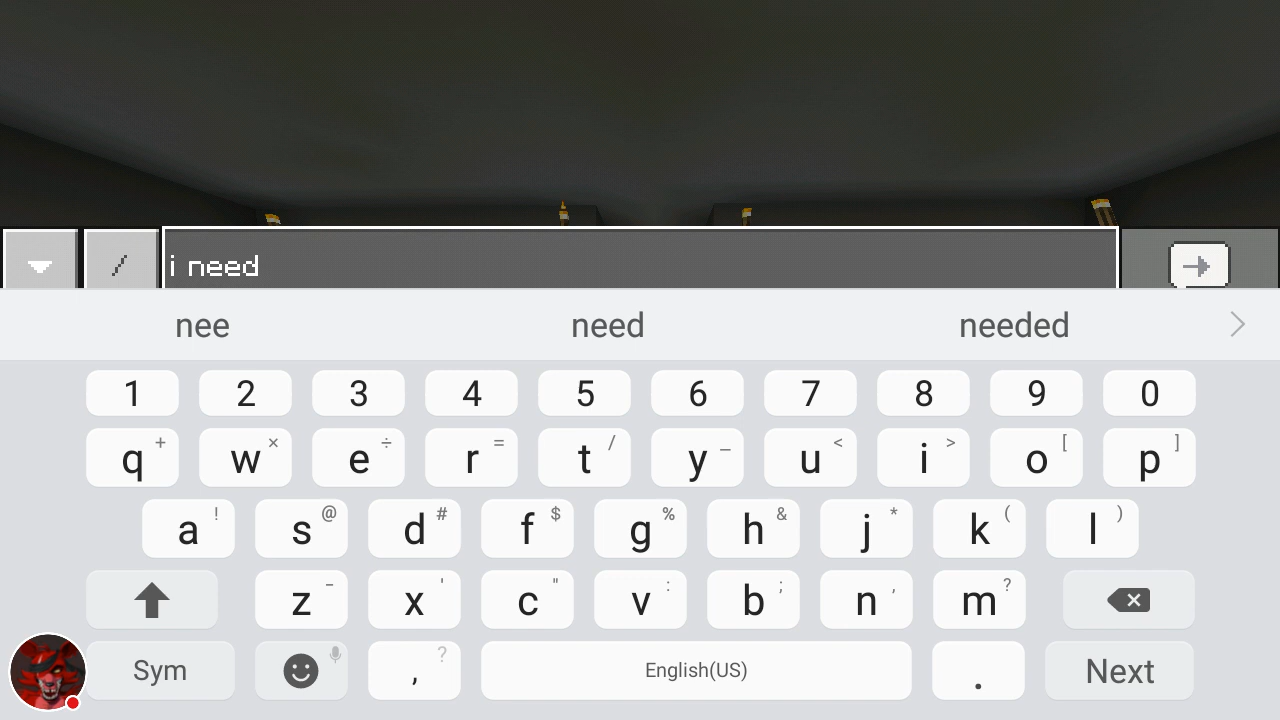 / i need
nee need needed
1 2 3 4 5 6 7 8 9 0
q + w × e ÷ r = t / y – u < i > o [ p ]
a ! s @ d # f $ g % h & j * k ( l )
z - x ' c " v : b ; n , m ?
Sym , ? English(US) . Next